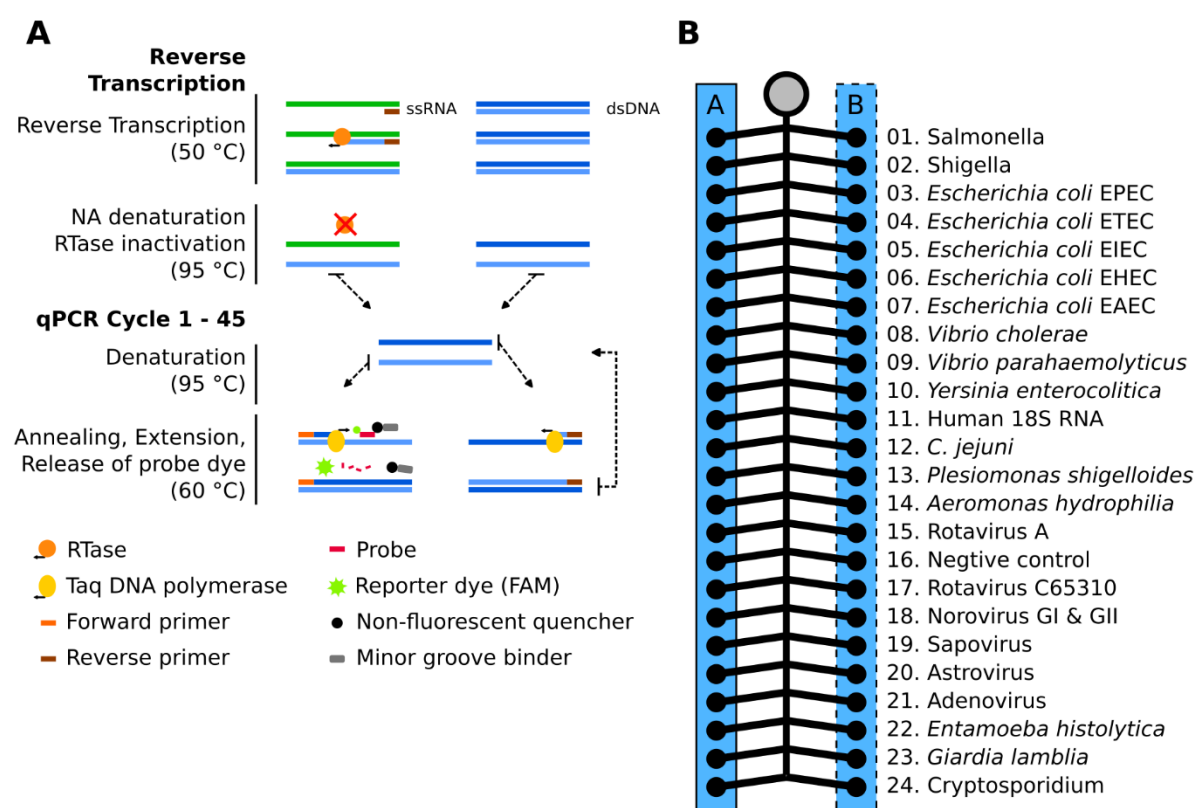 A
Reverse
Transcription
Reverse Transcription
(50 °C)
ssRNA
dsDNA
NA denaturation
RTase inactivation
(95 °C)
qPCR Cycle 1 - 45
Denaturation
(95 °C)
Annealing, Extension,
Release of probe dye
(60 °C)
RTase
Taq DNA polymerase
Forward primer
Reverse primer
Probe
Reporter dye (FAM)
Non-fluorescent quencher
Minor groove binder
B
A
B
01. Salmonella
02. Shigella
03. Escherichia coli EPEC
04. Escherichia coli ETEC
05. Escherichia coli EIEC
06. Escherichia coli EHEC
07. Escherichia coli EAEC
08. Vibrio cholerae
09. Vibrio parahaemolyticus
10. Yersinia enterocolitica
11. Human 18S RNA
12. C. jejuni
13. Plesiomonas shigelloides
14. Aeromonas hydrophilia
15. Rotavirus A
16. Negtive control
17. Rotavirus C65310
18. Norovirus GI & GII
19. Sapovirus
20. Astrovirus
21. Adenovirus
22. Entamoeba histolytica
23. Giardia lamblia
24. Cryptosporidium